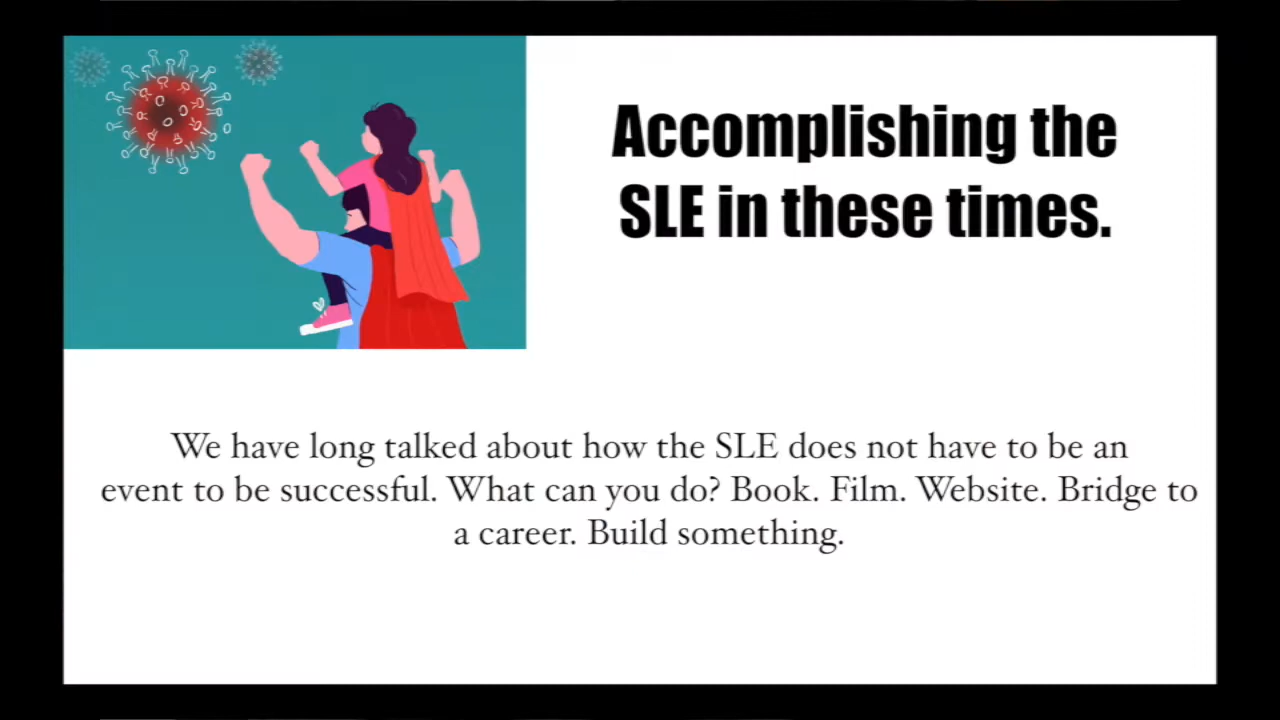 Accomplishing the
SLE in these times.
We have long talked about how the SLE does not have to be an
event to be successful. What can you do? Book. Film. Website. Bridge to
a career. Build something.